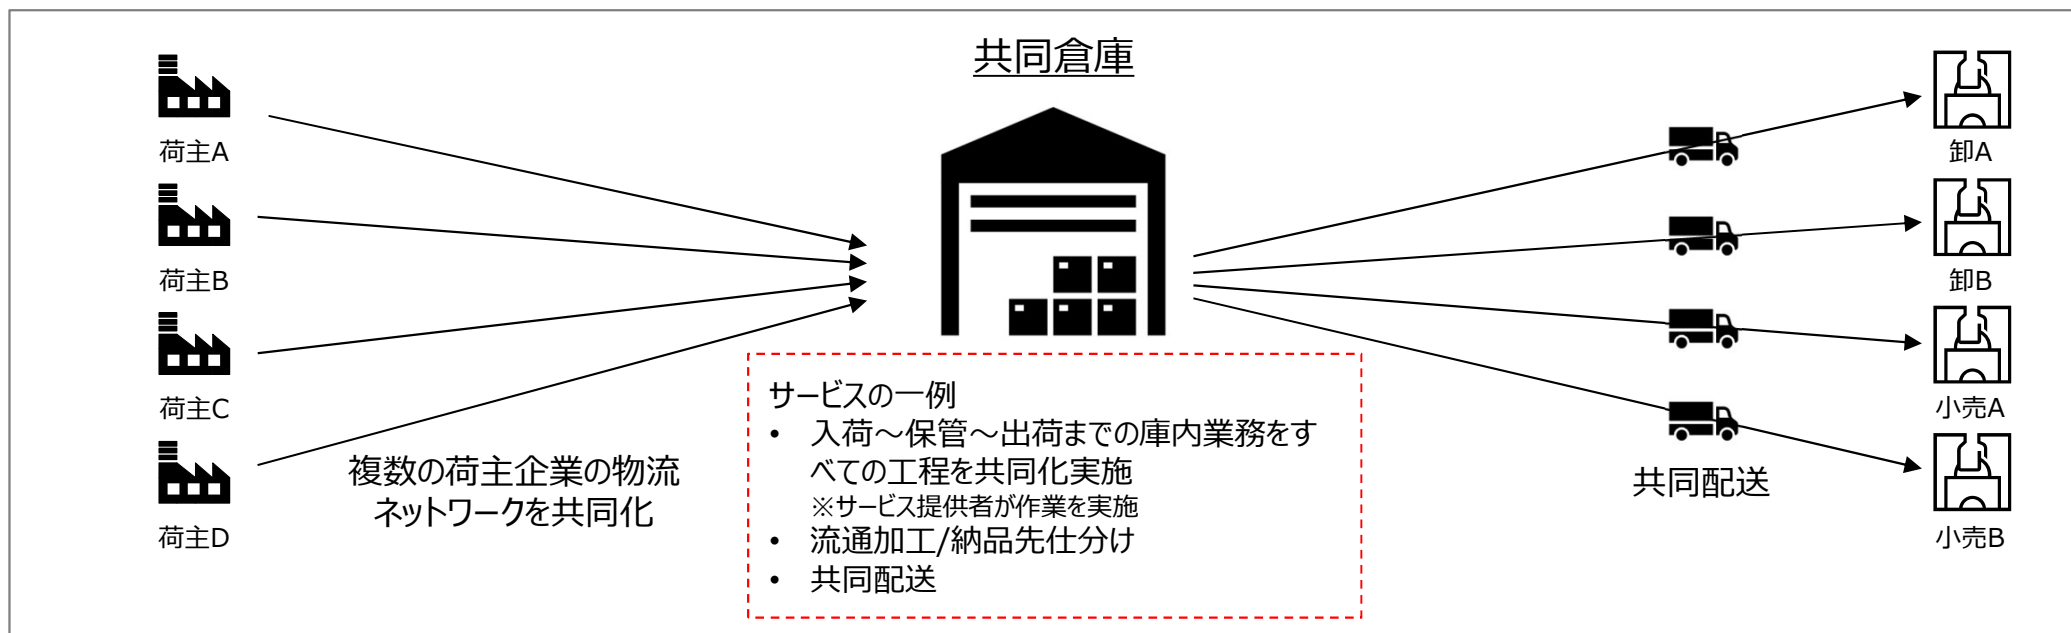 共同倉庫
荷主A
荷主B
荷主C
荷主D
複数の荷主企業の物流
ネットワークを共同化
サービスの一例
• 入荷～保管～出荷までの庫内業務をす
べての工程を共同化実施
※サービス提供者が作業を実施
• 流通加工/納品先仕分け
• 共同配送
共同配送
卸A
卸B
小売A
小売B